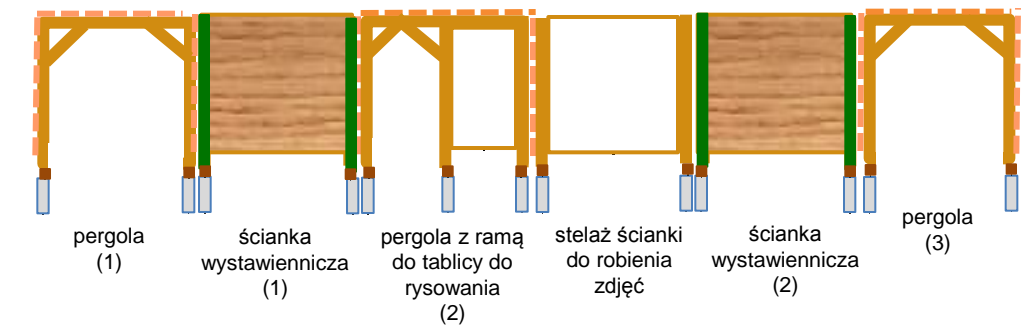 pergola
(1)
ścianka
wystawiennicza
(1)
pergola z ramą
do tablicy do
rysowania
(2)
stelaż ścianki
do robienia
zdjęć
ścianka
wystawiennicza
(2)
pergola
(3)